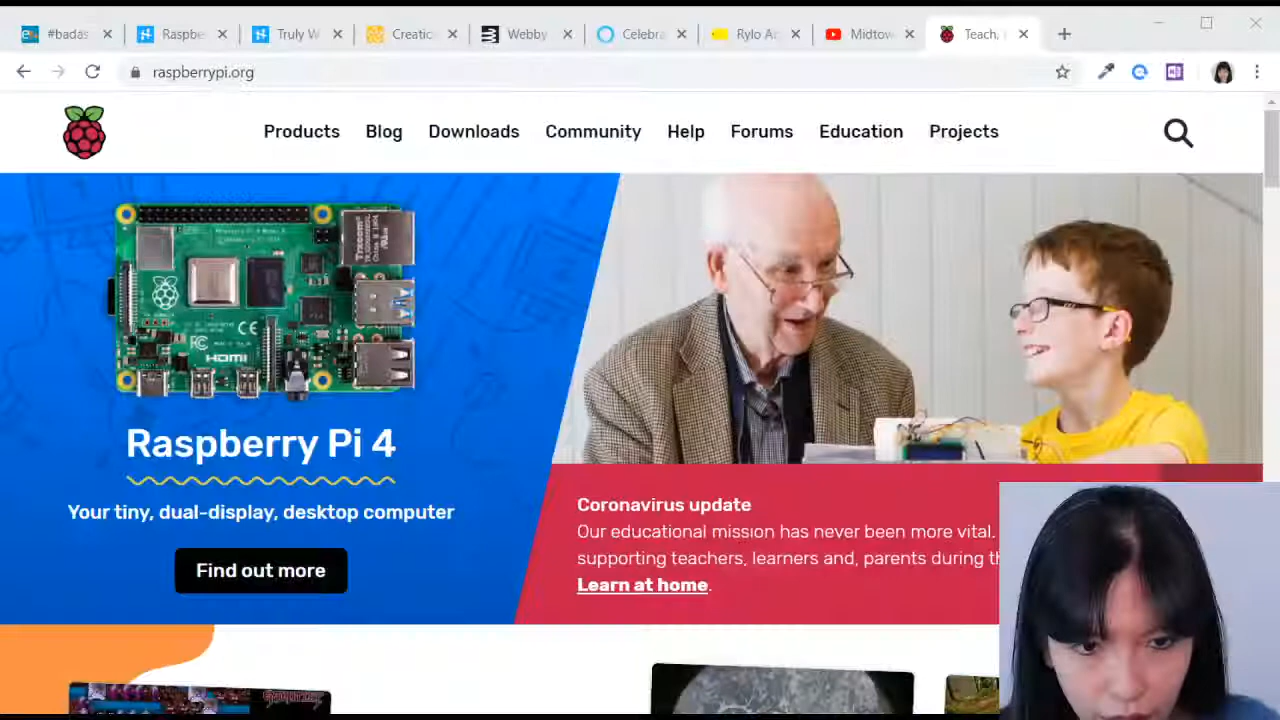 #badas
Raspbe
Truly W
Creatic
Webby
Celebra
Rylo Ac
Midtow
Teach,
raspberrypi.org
Products Blog Downloads Community Help Forums Education Projects
HDMI
Raspberry Pi 4
Your tiny, dual-display, desktop computer
Find out more
Coronavirus update
Our educational mission has never been more vital.
supporting teachers, learners and, parents during th
Learn at home.